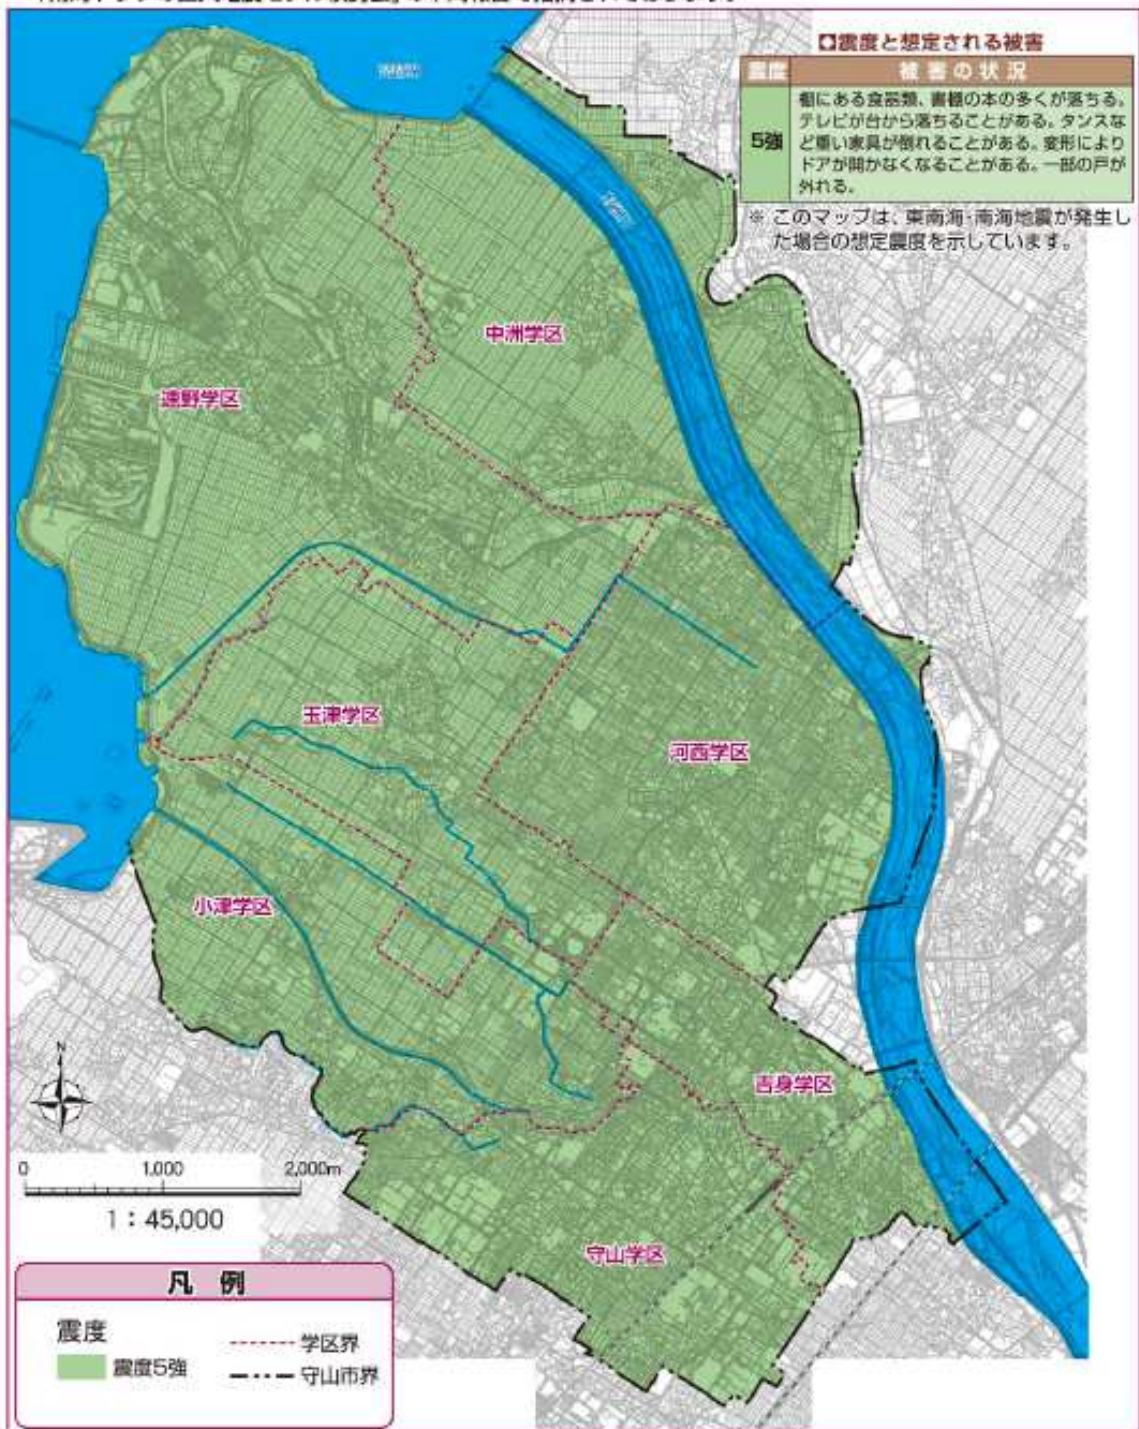 □震度と想定される被害
震度 被害の状況
5強
棚にある食器類、書棚の本の多くが落ちる。
テレビが台から落ちることがある。タンスな
ど重い家具が倒れることがある。変形により
ドアが開かなくなることがある。一部の戸が
外れる。
※ このマップは、東南海・南海地震が発生し
た場合の想定震度を示しています。
中洲学区
速野学区
玉津学区
河西学区
小津学区
吉身学区
守山学区
N
0 1,000 2,000m
1:45,000
凡例
震度
震度5強
学区界
守山市界